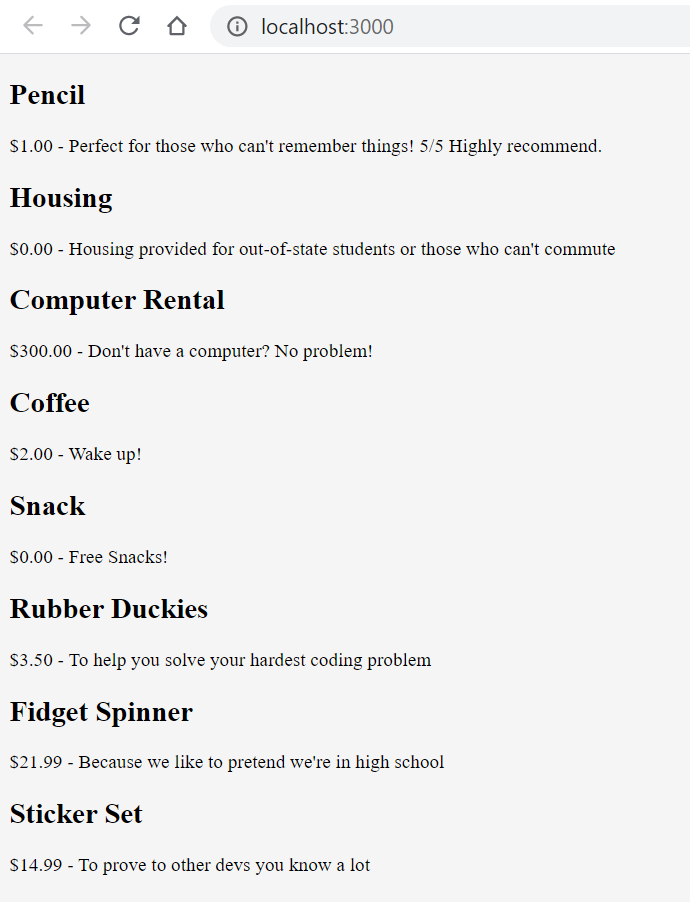 localhost:3000
Pencil
$1.00 - Perfect for those who can't remember things! 5/5 Highly recommend.
Housing
$0.00 - Housing provided for out-of-state students or those who can't commute
Computer Rental
$300.00 - Don't have a computer? No problem!
Coffee
$2.00 - Wake up!
Snack
$0.00 - Free Snacks!
Rubber Duckies
$3.50 - To help you solve your hardest coding problem
Fidget Spinner
$21.99 - Because we like to pretend we're in high school
Sticker Set
$14.99 - To prove to other devs you know a lot